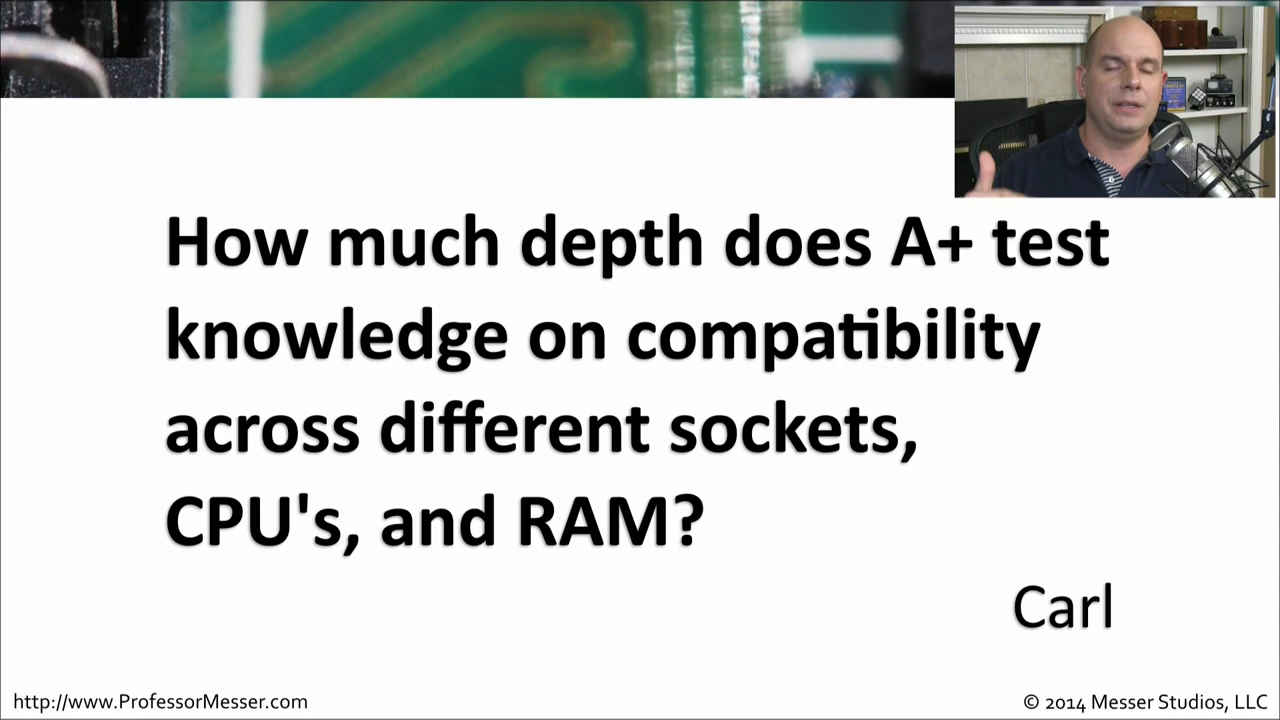 How much depth does A+ test
knowledge on compatibility
across different sockets,
CPU's, and RAM?
Carl
http://www.ProfessorMesser.com
© 2014 Messer Studios, LLC